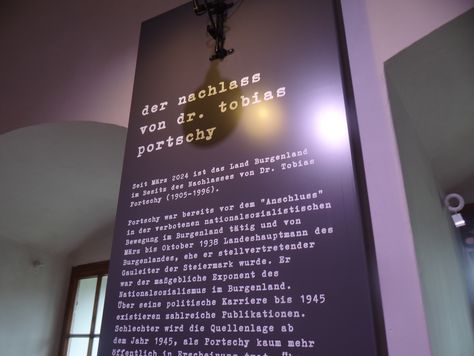 der nachlass
von dr. tobias
portschy
Seit März 2024 ist das Land Burgenland
im Besitz des Nachlasses von Dr. Tobias
Portschy (1905-1996).
Portschy war bereits vor dem "Anschluss"
in der verbotenen nationalsozialistischen
Bewegung im Burgenland tätig und von
März bis Oktober 1938 Landeshauptmann des
Burgenlandes, ehe er stellvertretender
Gauleiter der Steiermark wurde. Er
war der maßgebliche Exponent des
Nationalsozialismus im Burgenland.
Über seine politische Karriere bis 1945
existieren zahlreiche Publikationen.
Schlechter wird die Quellenlage ab
dem Jahr 1945, als Portschy kaum mehr
öffentlich in Erscheinung trat.